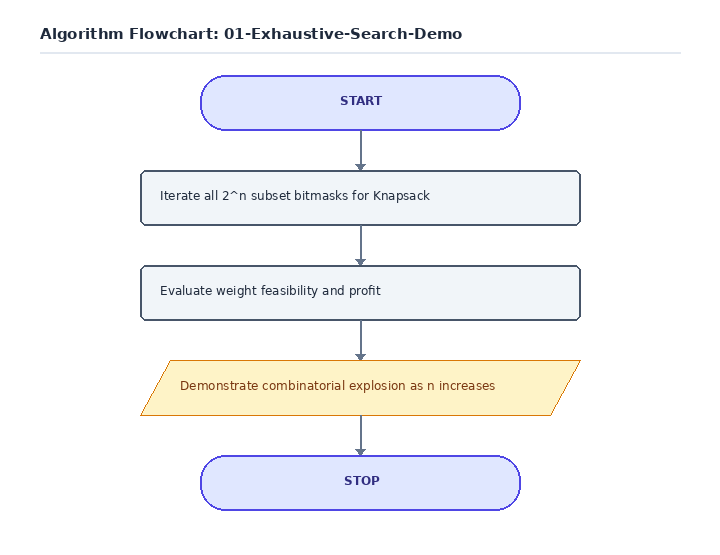 Algorithm Flowchart: 01-Exhaustive-Search-Demo
START
Iterate all 2^n subset bitmasks for Knapsack
Evaluate weight feasibility and profit
Demonstrate combinatorial explosion as n increases
STOP